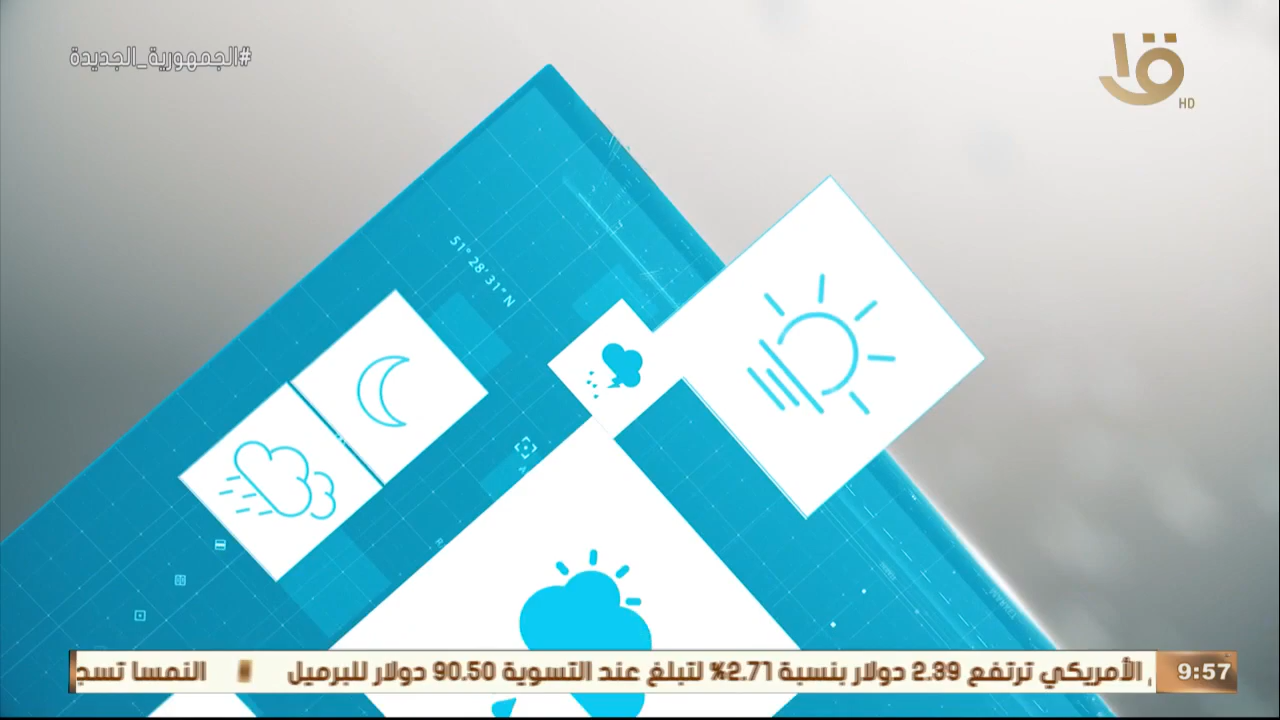 #الجمهورية_الجديدة
HD
51° 28' 31" N
الأمريكي ترتفع 2.39 دولار بنسبة 2.71% لتبلغ عند التسوية 90.50 دولار للبرميل
النمسا تسج
9:57